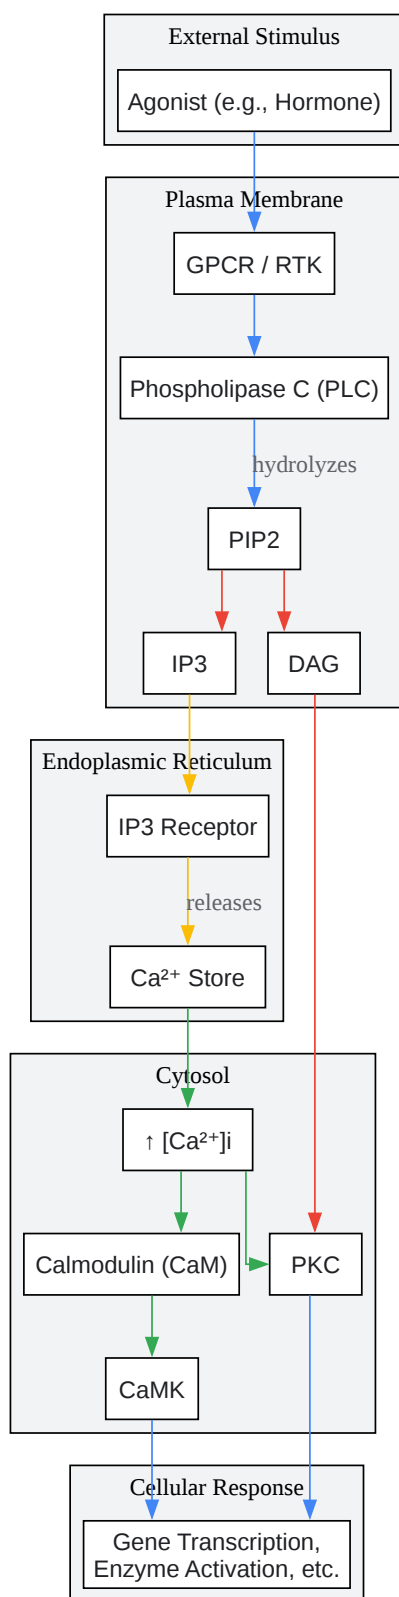 External Stimulus
Agonist (e.g., Hormone)
Plasma Membrane
GPCR / RTK
Phospholipase C (PLC)
hydrolyzes
PIP2
IP3
DAG
Endoplasmic Reticulum
IP3 Receptor
releases
Ca²⁺ Store
Cytosol
↑ [Ca²⁺]i
Calmodulin (CaM)
PKC
CaMK
Cellular Response
Gene Transcription,
Enzyme Activation, etc.